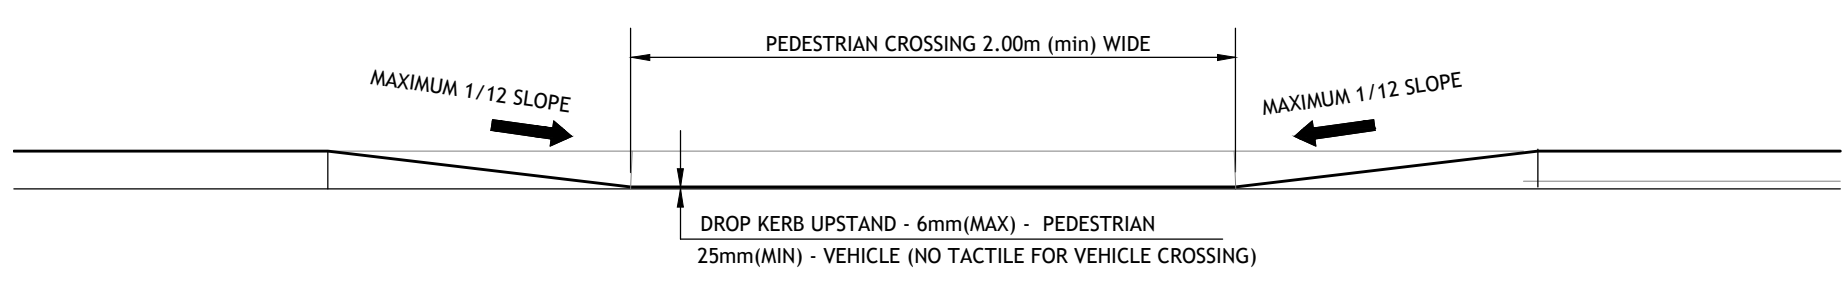 PEDESTRIAN CROSSING 2.00m (min) WIDE
MAXIMUM 1/12 SLOPE
MAXIMUM 1/12 SLOPE
DROP KERB UPSTAND - 6mm(MAX) - PEDESTRIAN
25mm(MIN) - VEHICLE (NO TACTILE FOR VEHICLE CROSSING)